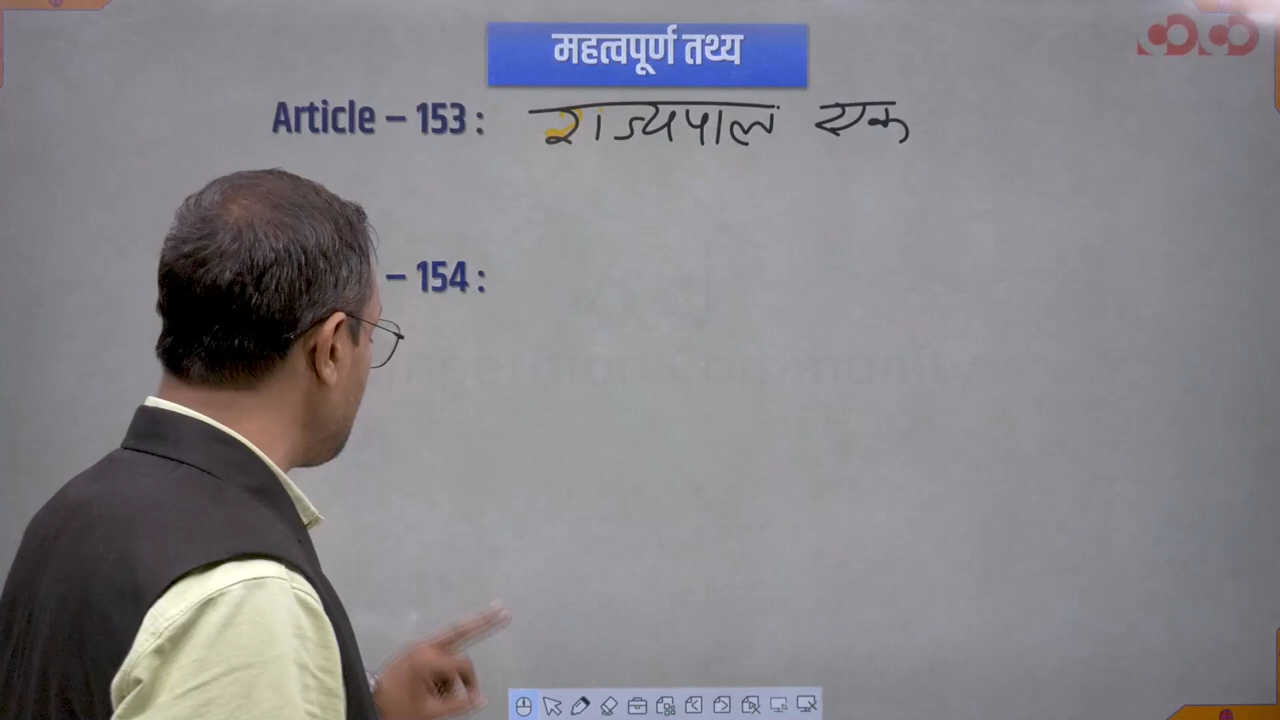 महत्वपूर्ण तथ्य
Article – 153 : राज्यपाल एक
– 154 :